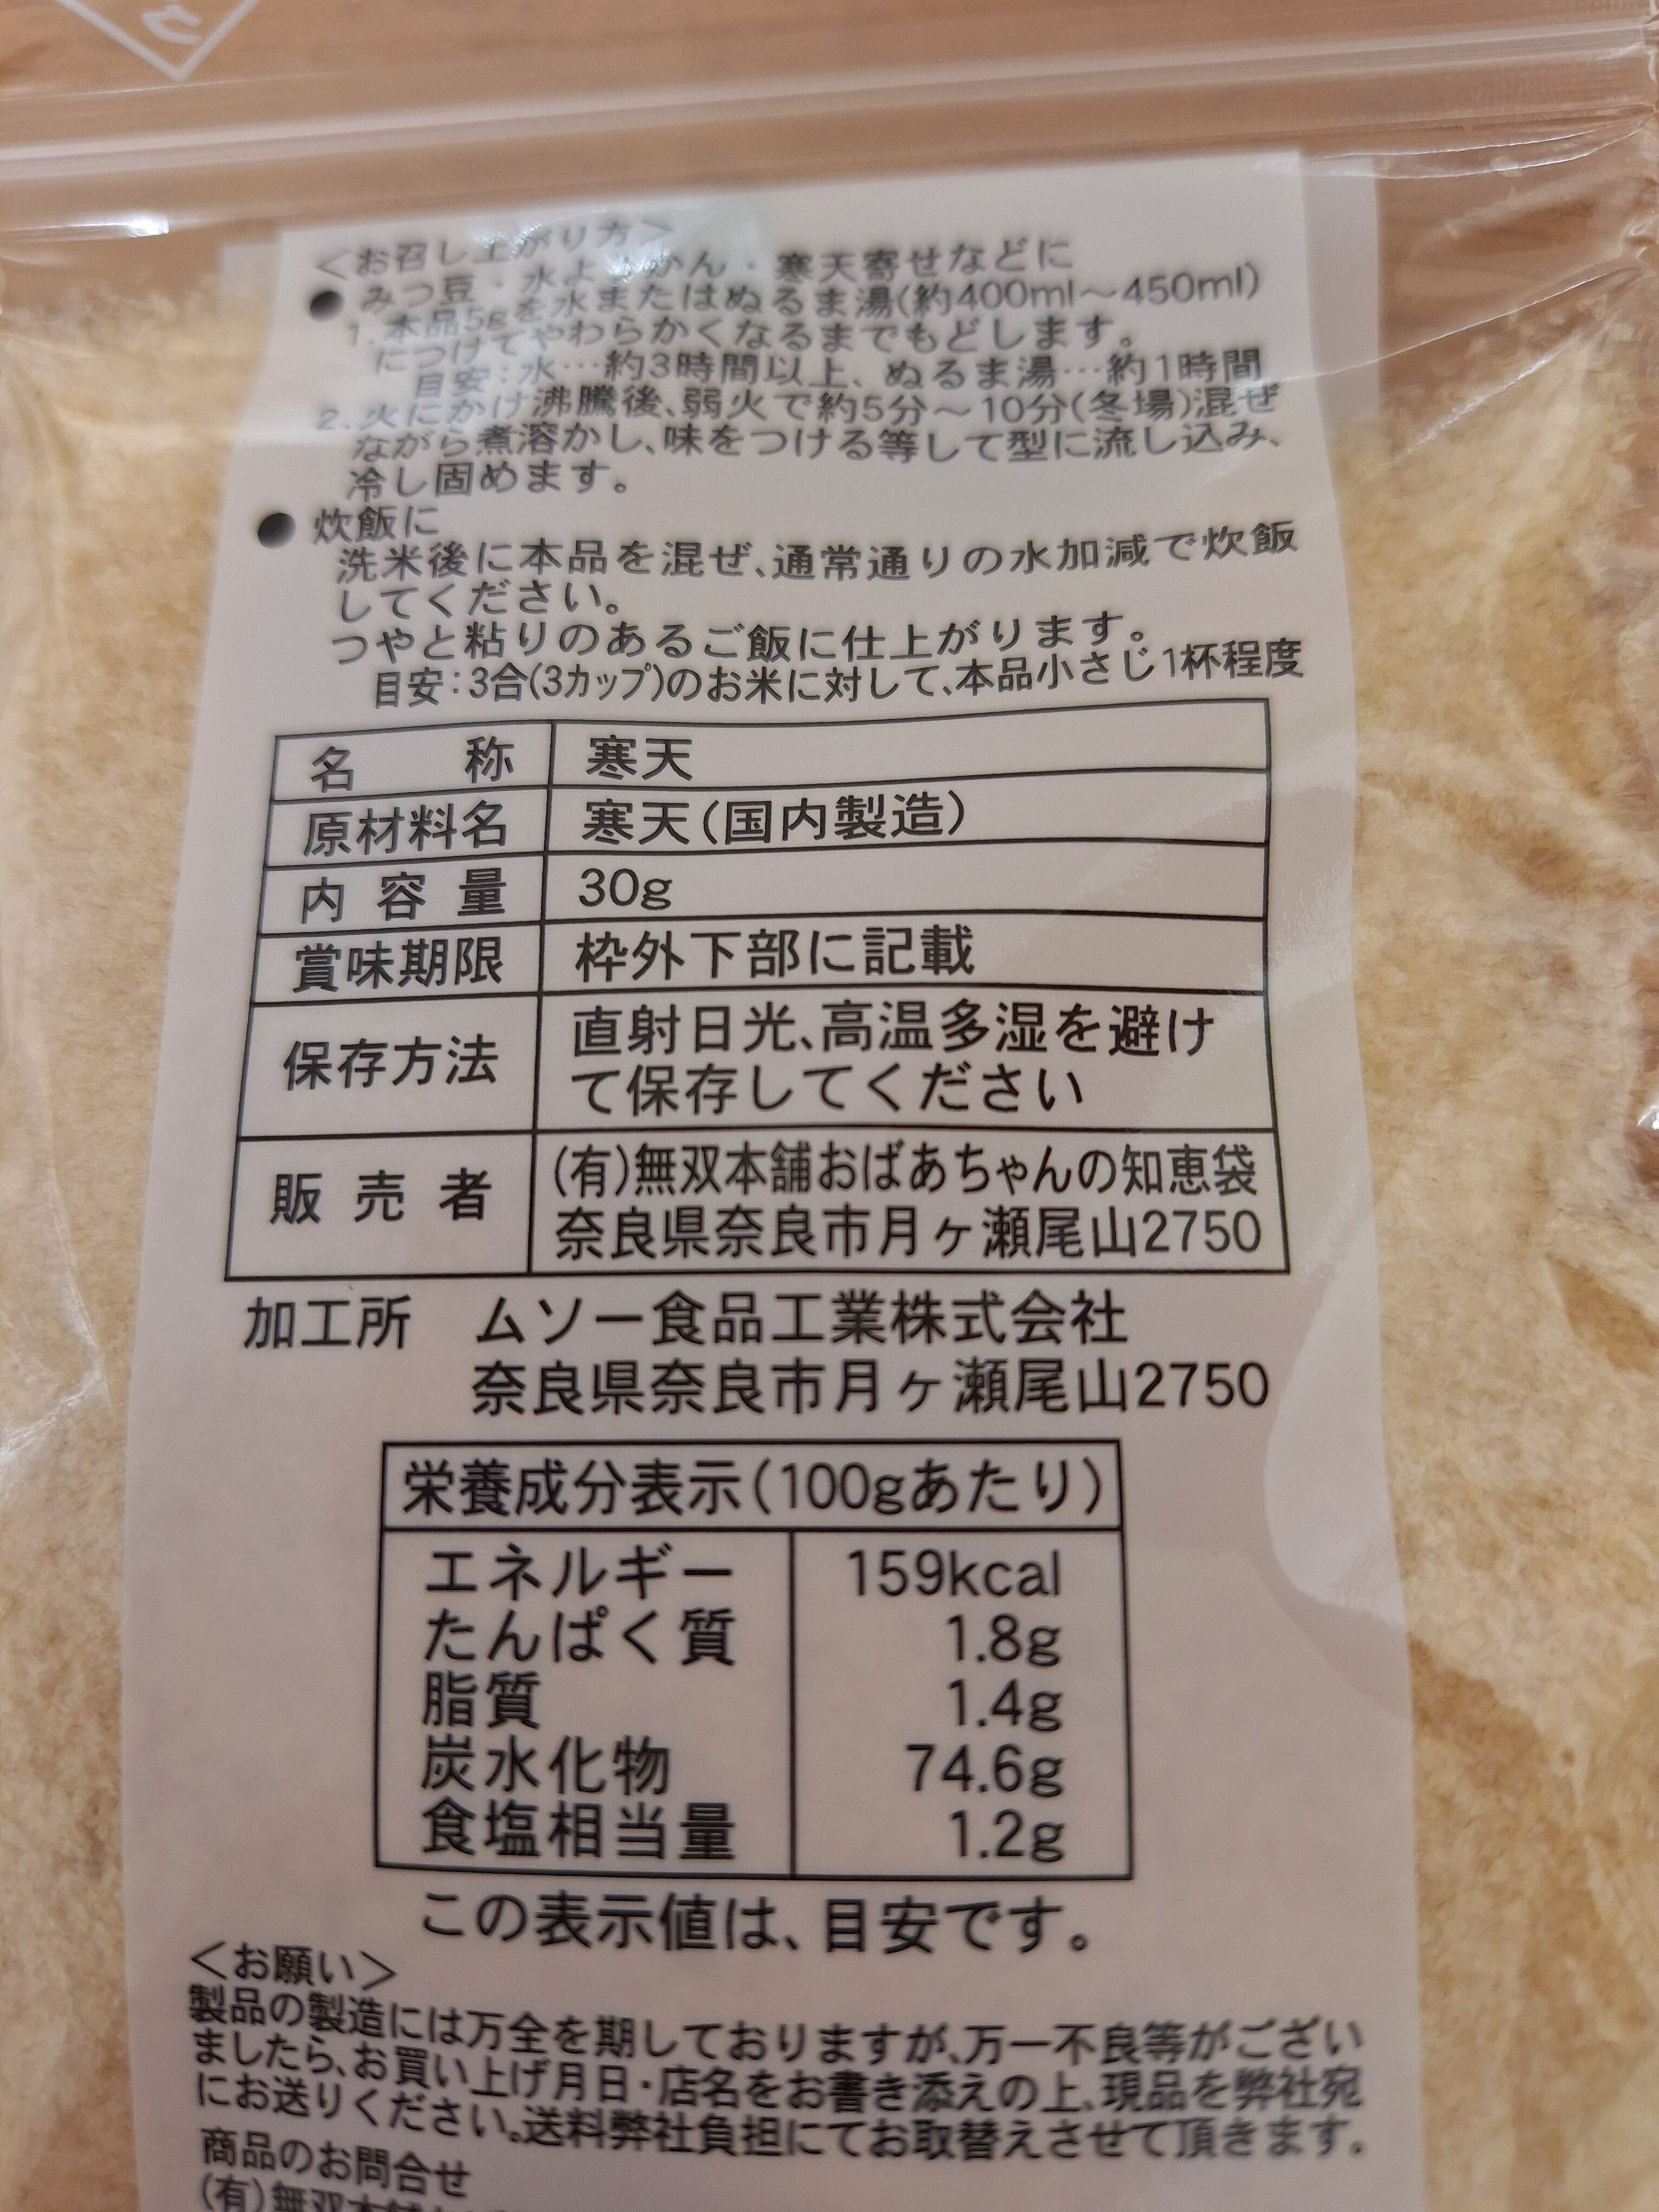 ク
＜お召し上がり方＞
● みつ豆・水ようかん・寒天寄せなどに
1.本品5gを水またはぬるま湯(約400ml～450ml)
につけてやわらかくなるまでもどします。
目安：水…約3時間以上、ぬるま湯…約1時間
2.火にかけ沸騰後、弱火で約5分～10分(冬場)混ぜ
ながら煮溶かし、味をつける等して型に流し込み、
冷し固めます。
● 炊飯に
洗米後に本品を混ぜ、通常通りの水加減で炊飯
してください。
つやと粘りのあるご飯に仕上がります。
目安：3合(3カップ)のお米に対して、本品小さじ1杯程度
名称 寒天
原材料名 寒天(国内製造)
内容量 30g
賞味期限 枠外下部に記載
保存方法 直射日光、高温多湿を避け
て保存してください
販売者 (有)無双本舗おばあちゃんの知恵袋
奈良県奈良市月ヶ瀬尾山2750
加工所 ムソー食品工業株式会社
奈良県奈良市月ヶ瀬尾山2750
栄養成分表示(100gあたり)
エネルギー 159kcal
たんぱく質 1.8g
脂質 1.4g
炭水化物 74.6g
食塩相当量 1.2g
この表示値は、目安です。
＜お願い＞
製品の製造には万全を期しておりますが、万一不良等がござい
ましたら、お買い上げ月日・店名をお書き添えの上、現品を弊社宛
にお送りください。送料弊社負担にてお取替えさせて頂きます。
商品のお問合せ
(有)無双本舗